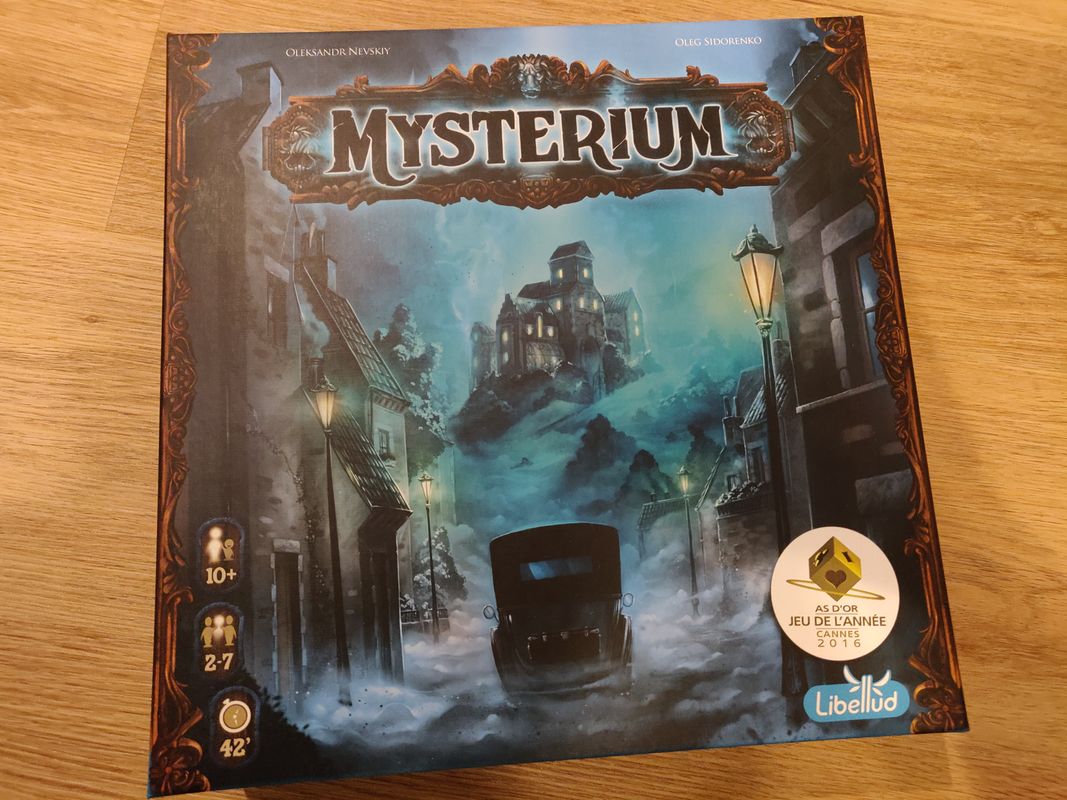 Oleksandr Nevskiy
Oleg Sidorenko
MYSTERIUM
10+
2-7
42'
AS D'OR
JEU DE L'ANNÉE
CANNES
2016
Libellud